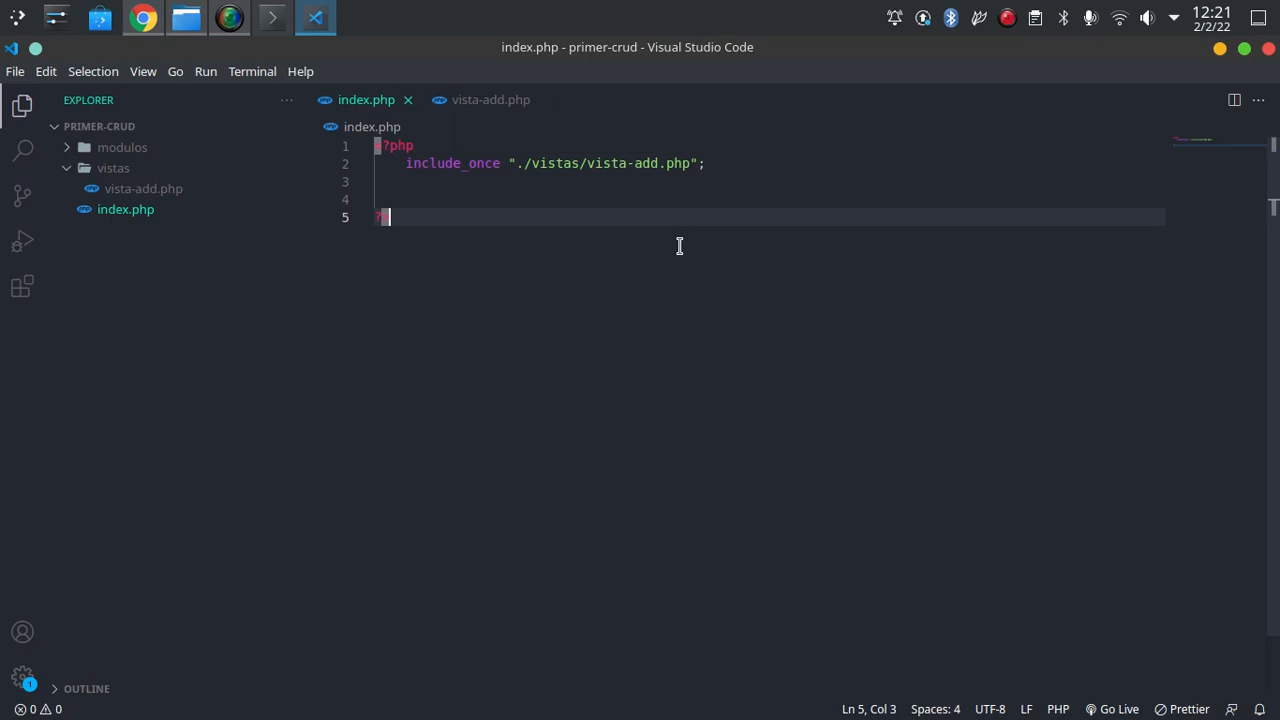 12:21
2/2/22
index.php - primer-crud - Visual Studio Code
File Edit Selection View Go Run Terminal Help
EXPLORER
PRIMER-CRUD
modulos
vistas
vista-add.php
index.php
index.php vista-add.php
index.php
1 <?php
2 include_once "./vistas/vista-add.php";
3
4
5 ?>
OUTLINE
1
0 0
Ln 5, Col 3 Spaces: 4 UTF-8 LF PHP Go Live Prettier